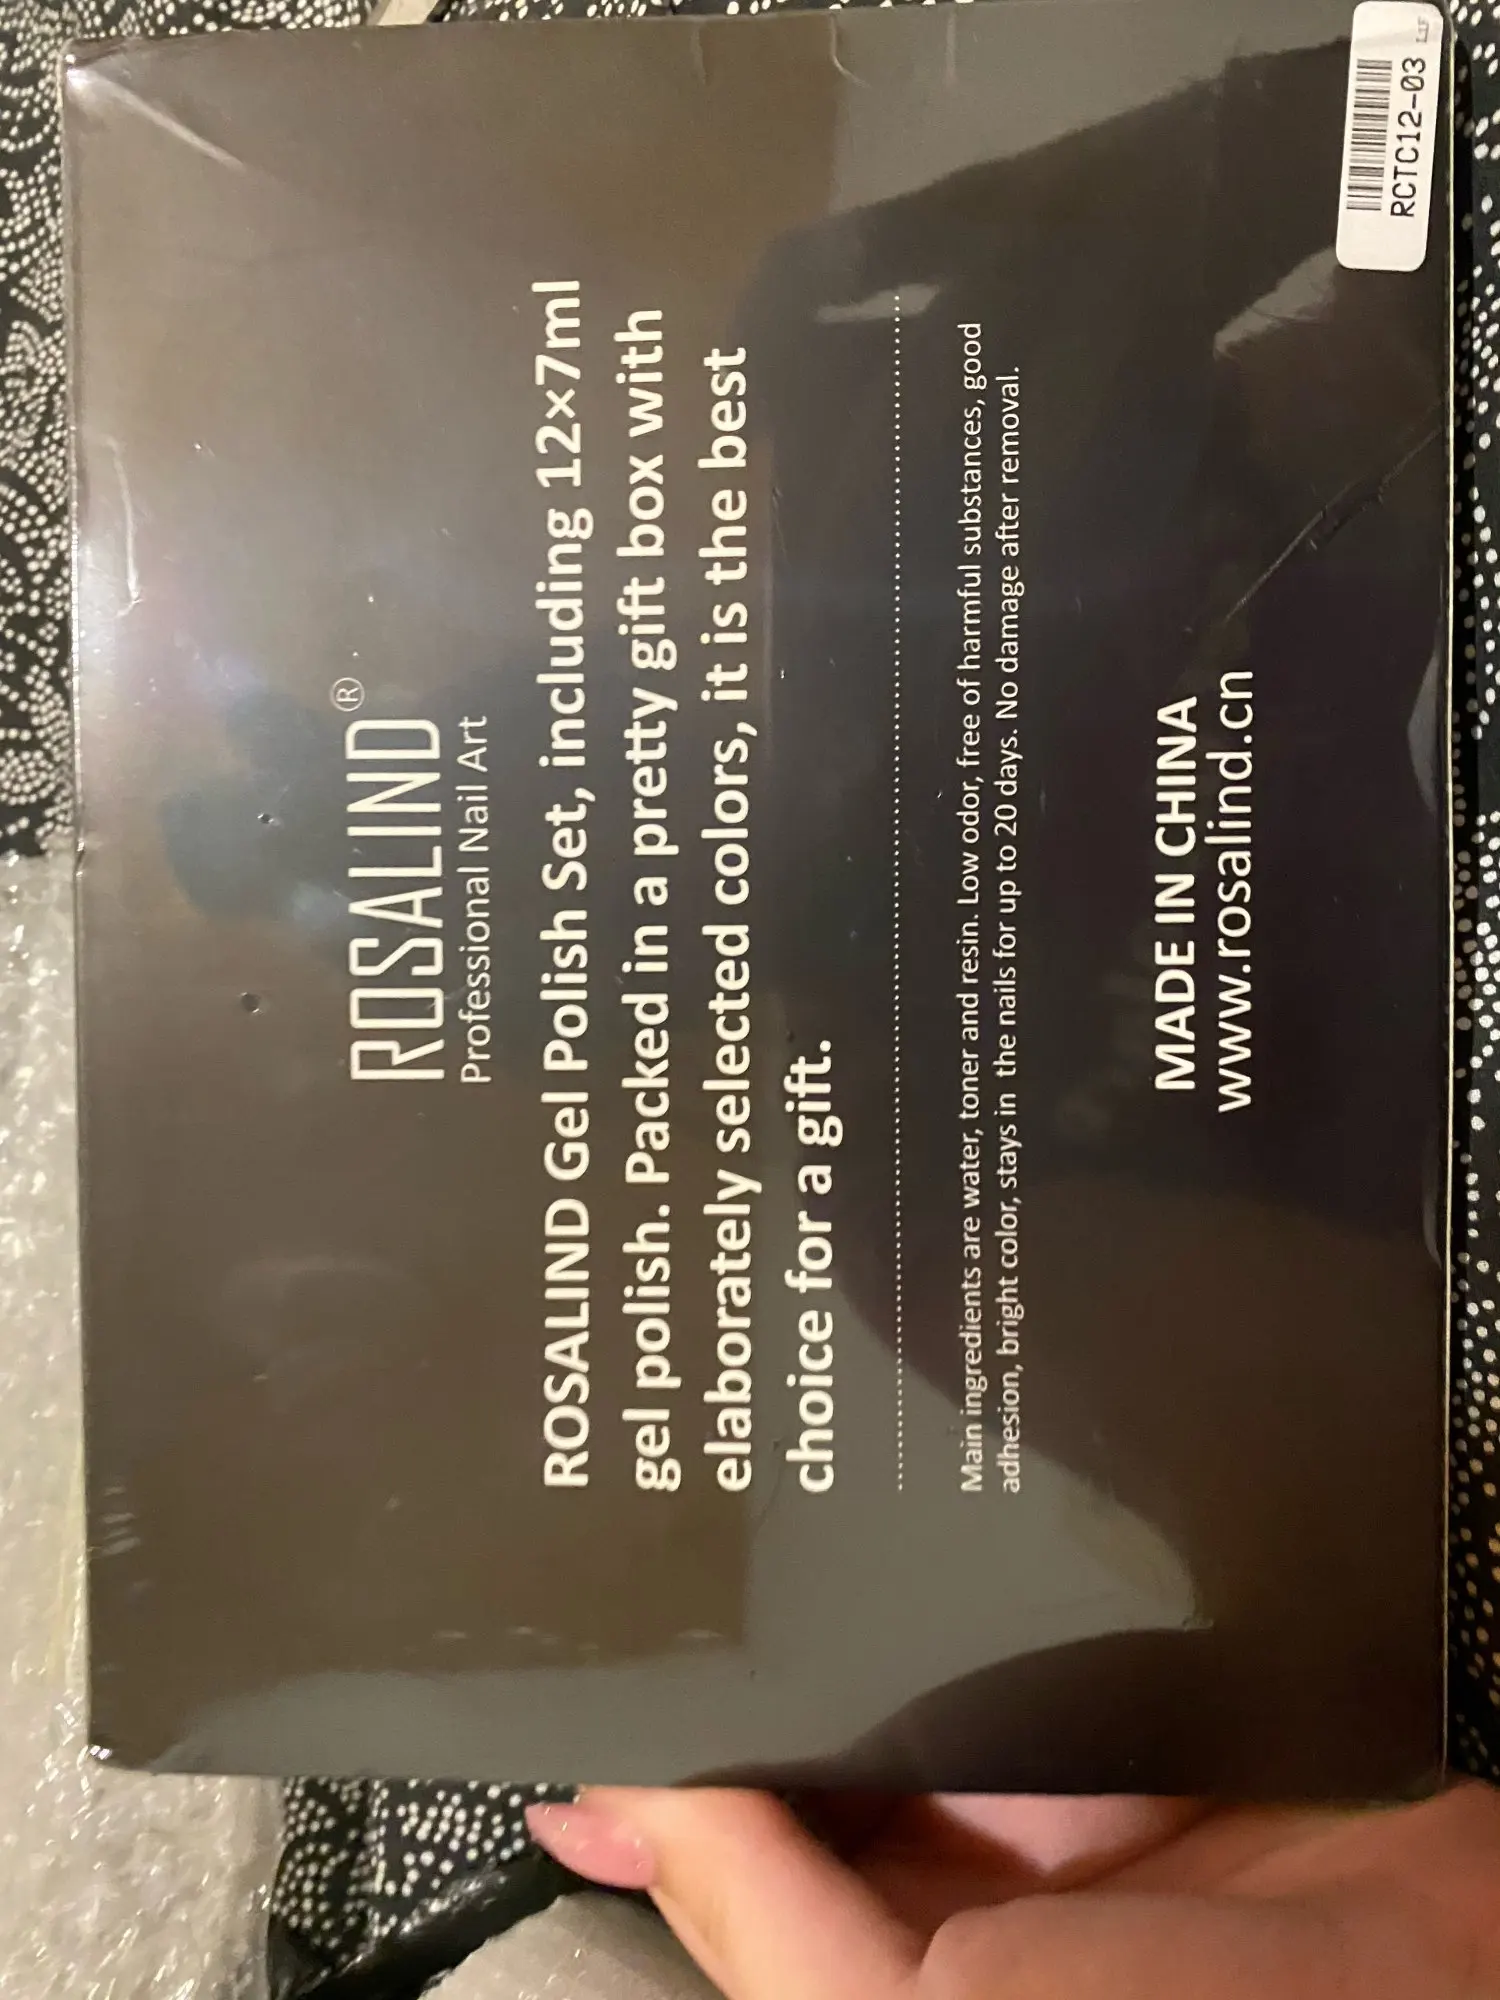 ROSALIND®
Professional Nail Art
ROSALIND Gel Polish Set, including 12×7ml
gel polish. Packed in a pretty gift box with
elaborately selected colors, it is the best
choice for a gift.
Main ingredients are water, toner and resin. Low odor, free of harmful substances, good
adhesion, bright color, stays in the nails for up to 20 days. No damage after removal.
MADE IN CHINA
www.rosalind.cn
RCTC12-03